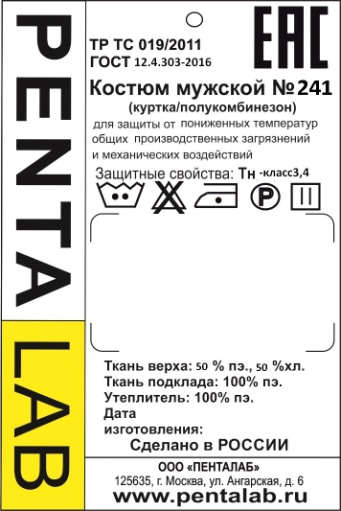 PENTA LAB
EAC
ТР ТС 019/2011
ГОСТ 12.4.303-2016
Костюм мужской №241
(куртка/полукомбинезон)
для защиты от пониженных температур
общих производственных загрязнений
и механических воздействий
Защитные свойства: Тн -класс3,4
P
Ткань верха: 50 % пэ., 50 %хл.
Ткань подклада: 100% пэ.
Утеплитель: 100% пэ.
Дата
изготовления:
Сделано в РОССИИ
ООО «ПЕНТАЛАБ»
125635, г. Москва, ул. Ангарская, д. 6
www.pentalab.ru